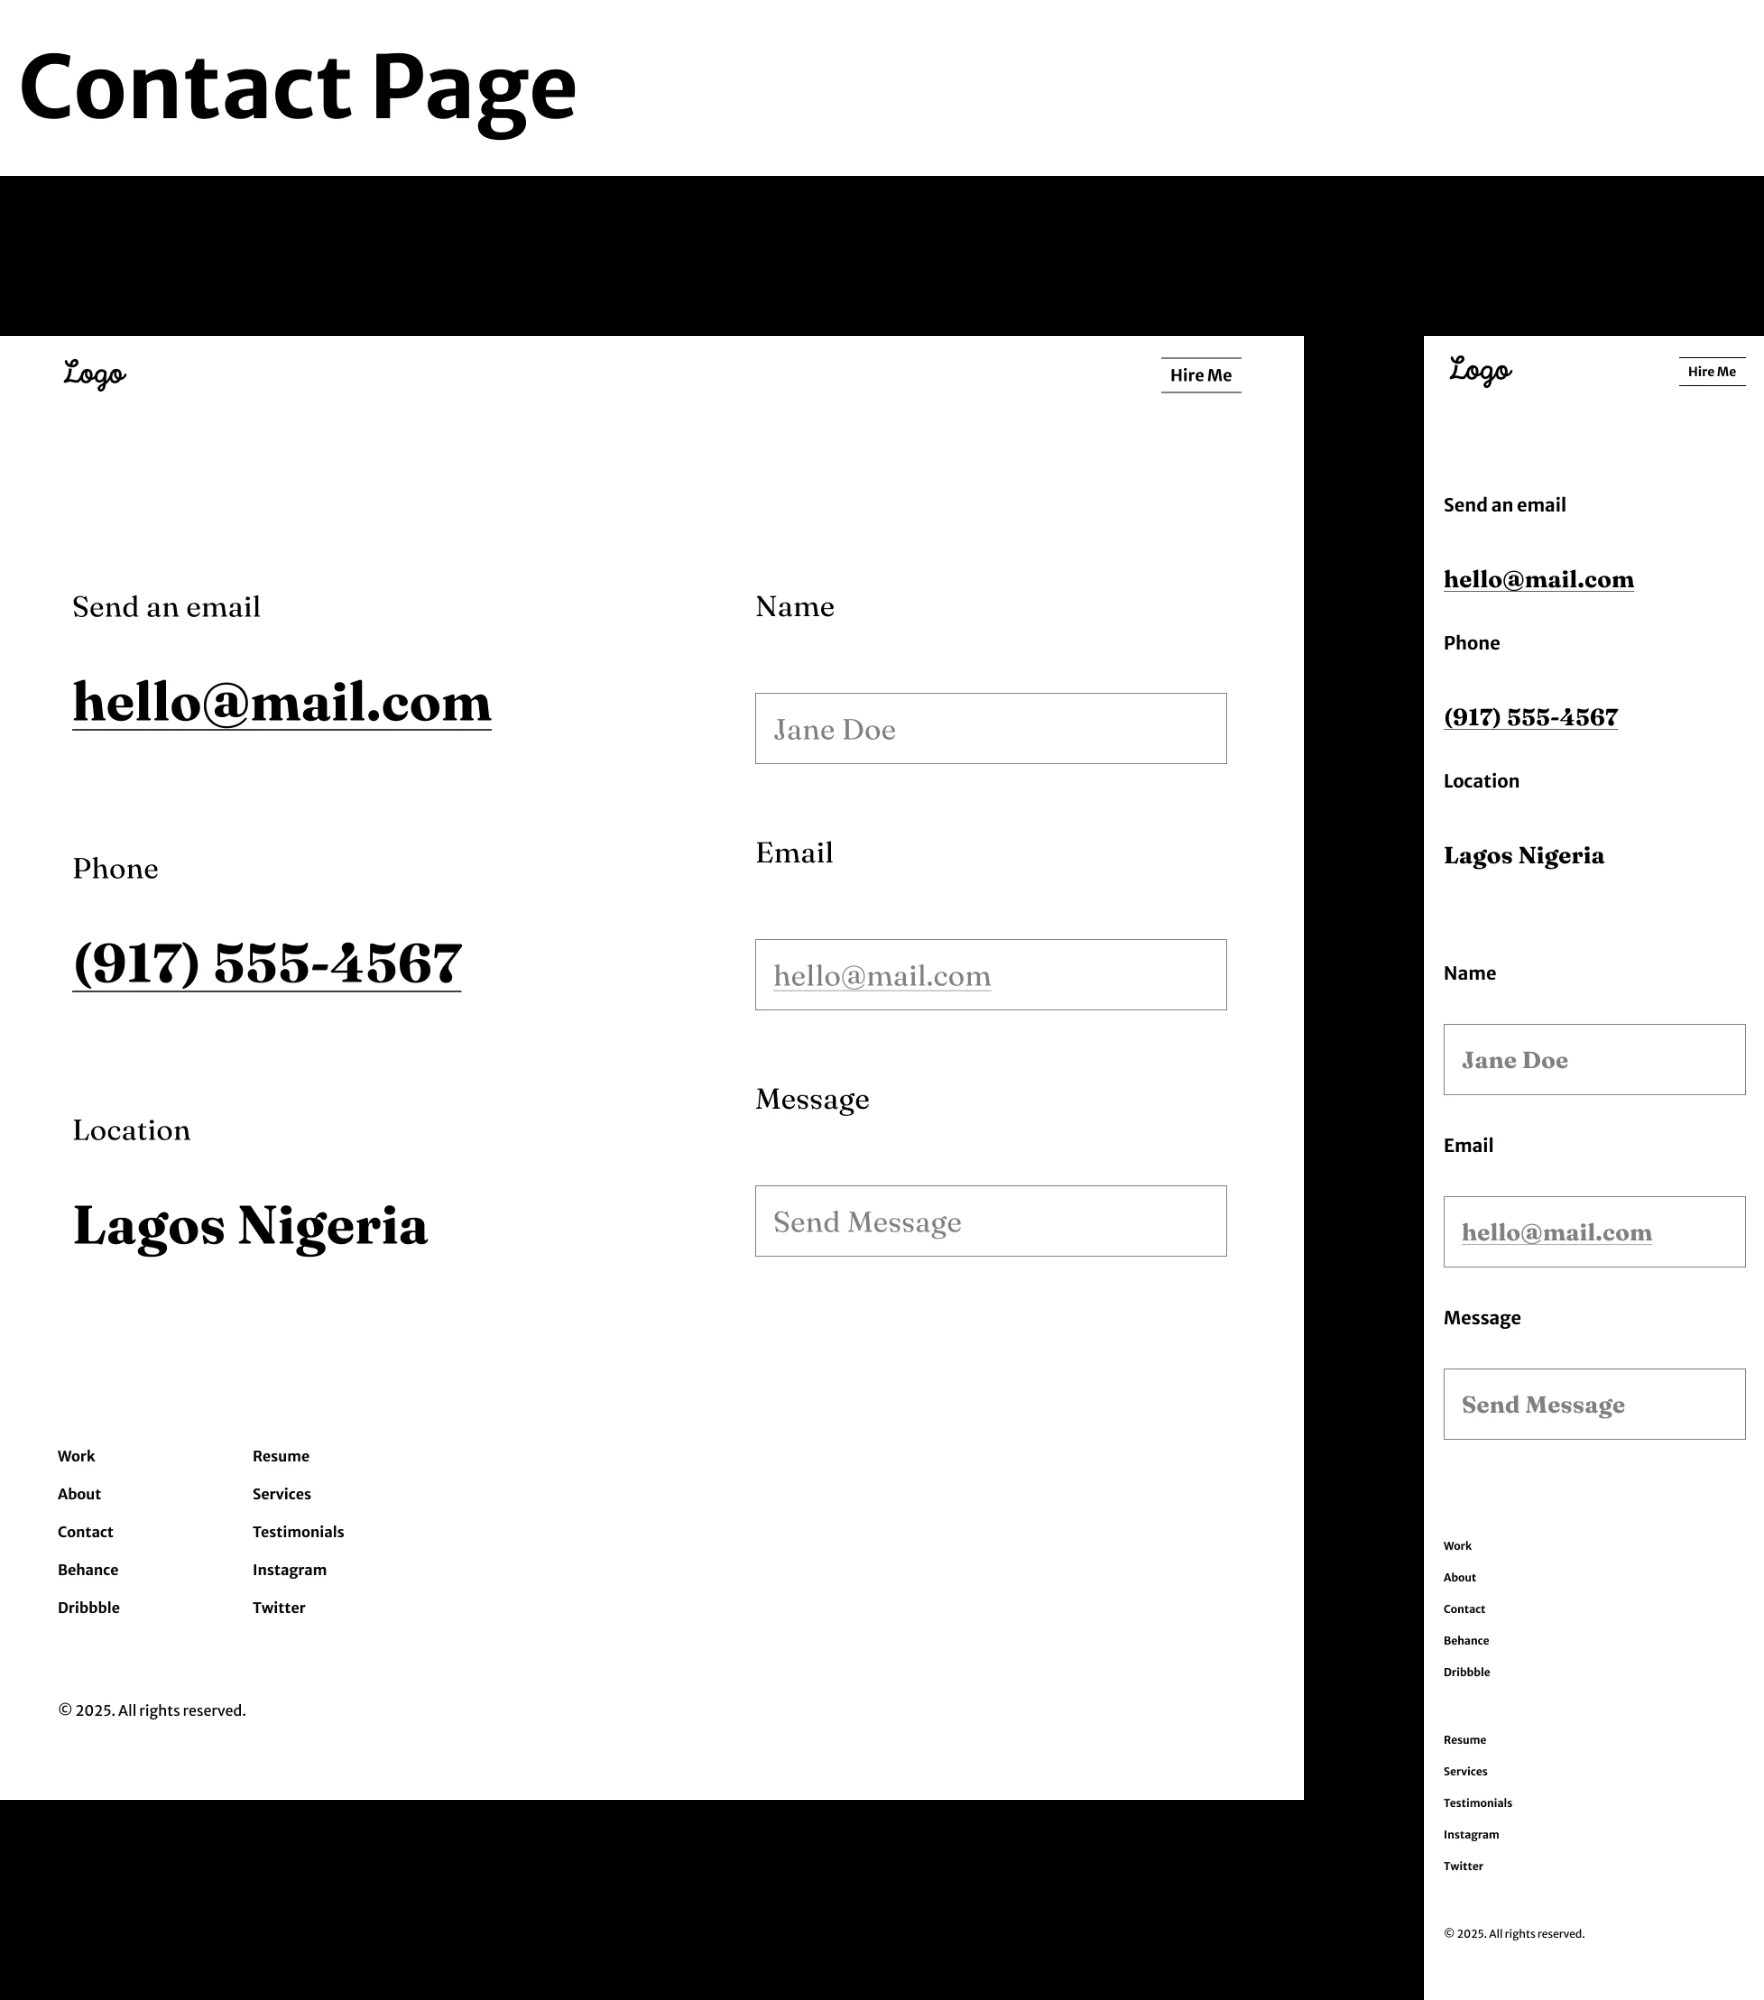 Contact Page
Logo
Hire Me
Send an email
hello@mail.com
Phone
(917) 555-4567
Location
Lagos Nigeria
Name
Jane Doe
Email
hello@mail.com
Message
Send Message
Work
About
Contact
Behance
Dribbble
Resume
Services
Testimonials
Instagram
Twitter
© 2025. All rights reserved.
Logo
Hire Me
Send an email
hello@mail.com
Phone
(917) 555-4567
Location
Lagos Nigeria
Name
Jane Doe
Email
hello@mail.com
Message
Send Message
Work
About
Contact
Behance
Dribbble
Resume
Services
Testimonials
Instagram
Twitter
© 2025. All rights reserved.